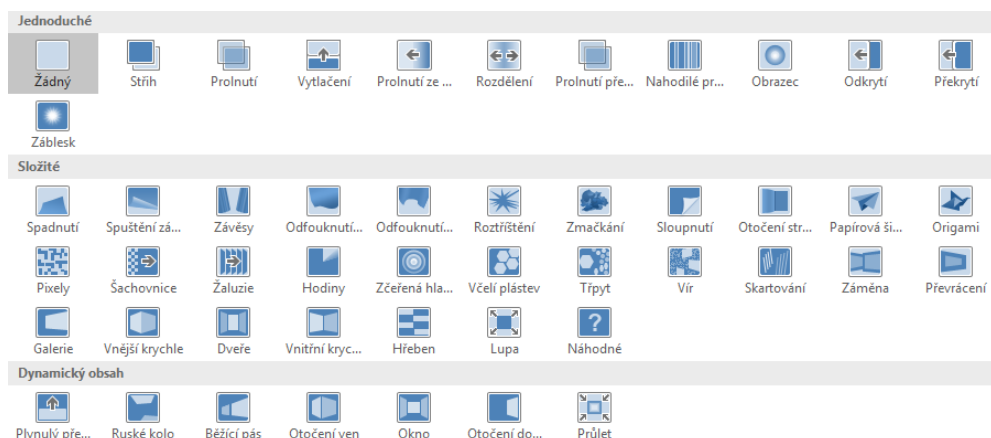 Jednoduché
Žádný Střih Prolnutí Vytlačení Prolnutí ze ... Rozdělení Prolnutí pře... Nahodilé pr... Obrazec Odkrytí Překrytí
Záblesk
Složité
Spadnutí Spuštění zá... Závěsy Odfouknutí... Odfouknutí... Roztříštění Zmačkání Sloupnutí Otočení str... Papírová ši... Origami
Pixely Šachovnice Žaluzie Hodiny Zčeřená hla... Včelí plástev Třpyt Vír Skartování Záměna Převrácení
?
Galerie Vnější krychle Dveře Vnitřní kryc... Hřeben Lupa Náhodné
Dynamický obsah
Plynulý pře... Ruské kolo Běžící pás Otočení ven Okno Otočení do... Průlet